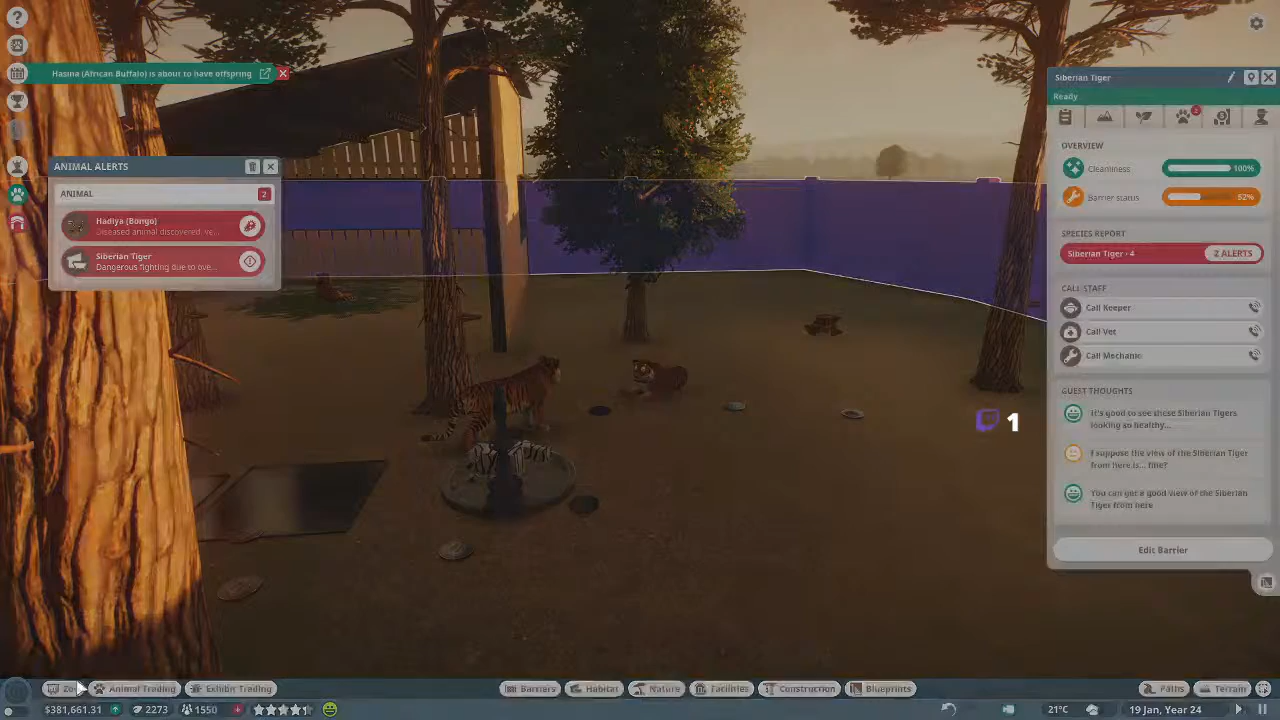 Hasina (African Buffalo) is about to have offspring
ANIMAL ALERTS
ANIMAL
2
Hadiya (Bongo)
Diseased animal discovered, ve...
Siberian Tiger
Dangerous fighting due to ove...
Siberian Tiger
Ready
2
OVERVIEW
Cleanliness
100%
Barrier status
52%
SPECIES REPORT
Siberian Tiger - 4
2 ALERTS
CALL STAFF
Call Keeper
Call Vet
Call Mechanic
GUEST THOUGHTS
It's good to see these Siberian Tigers
looking so healthy...
I suppose the view of the Siberian Tiger
from here is... fine?
You can get a good view of the Siberian
Tiger from here
Edit Barrier
1
Animal Trading
Exhibit Trading
Barriers
Habitat
Nature
Facilities
Construction
Blueprints
Paths
Terrain
$381,661.31
2273
1550
21°C
19 Jan, Year 24